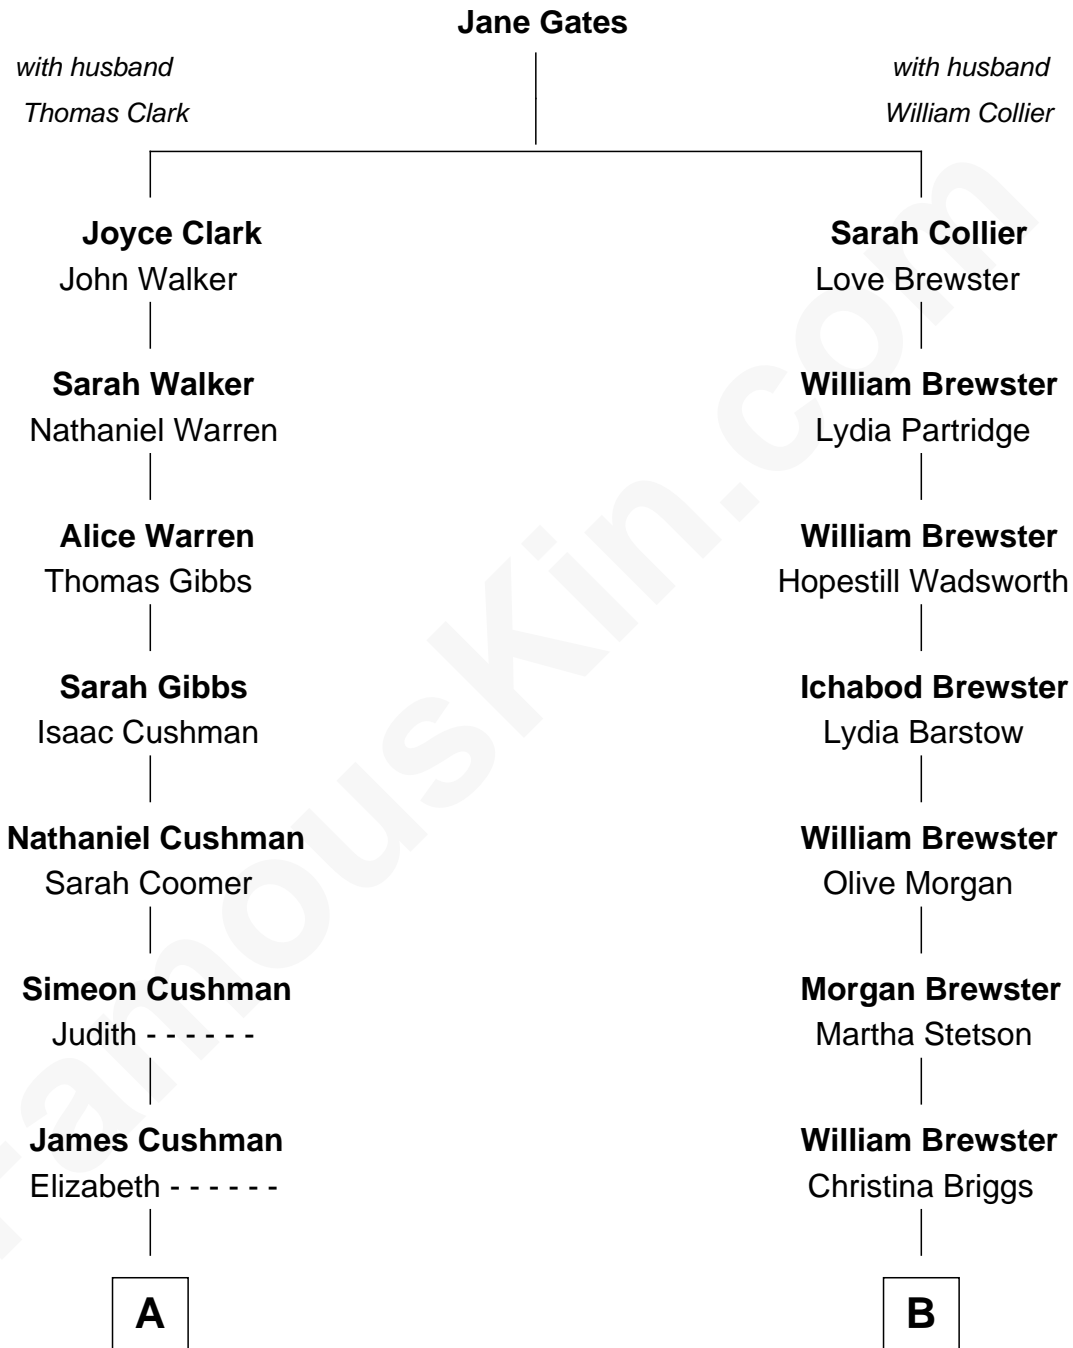 Jane Gates
with husband
Thomas Clark
with husband
William Collier
Joyce Clark
John Walker
Sarah Walker
Nathaniel Warren
Alice Warren
Thomas Gibbs
Sarah Gibbs
Isaac Cushman
Nathaniel Cushman
Sarah Coomer
Simeon Cushman
Judith - - - - - -
James Cushman
Elizabeth - - - - - -
A
Sarah Collier
Love Brewster
William Brewster
Lydia Partridge
William Brewster
Hopestill Wadsworth
Ichabod Brewster
Lydia Barstow
William Brewster
Olive Morgan
Morgan Brewster
Martha Stetson
William Brewster
Christina Briggs
B
FamousKin.com